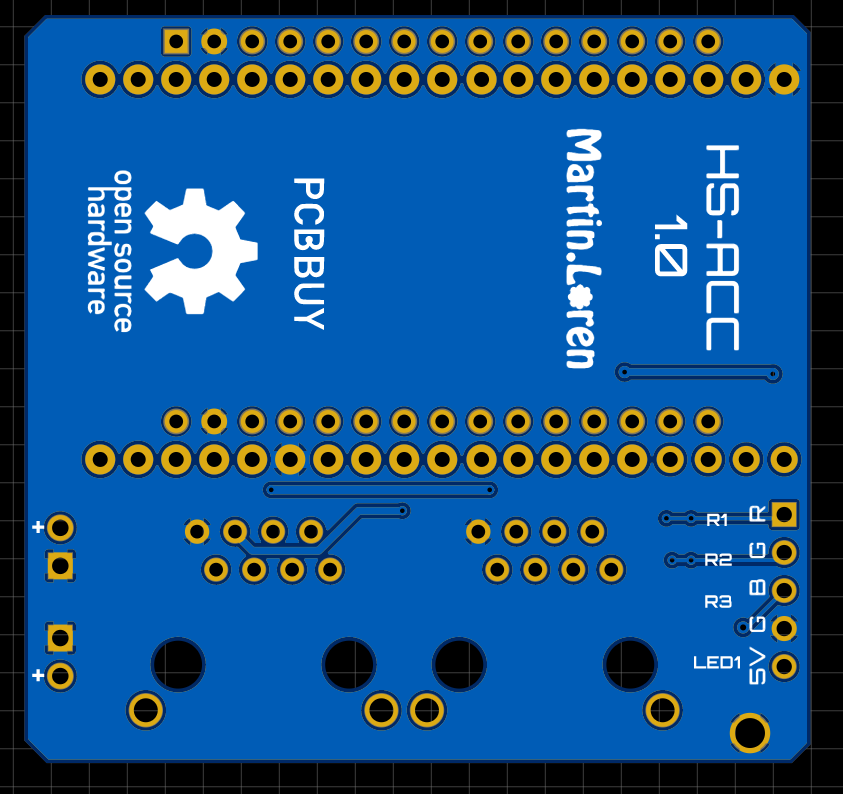 open source
hardware
PCBBUY
Martin.Loren
HS-ACC
1.0
+
+
R1
R2
R3
LED1
R
G
B
G
5V